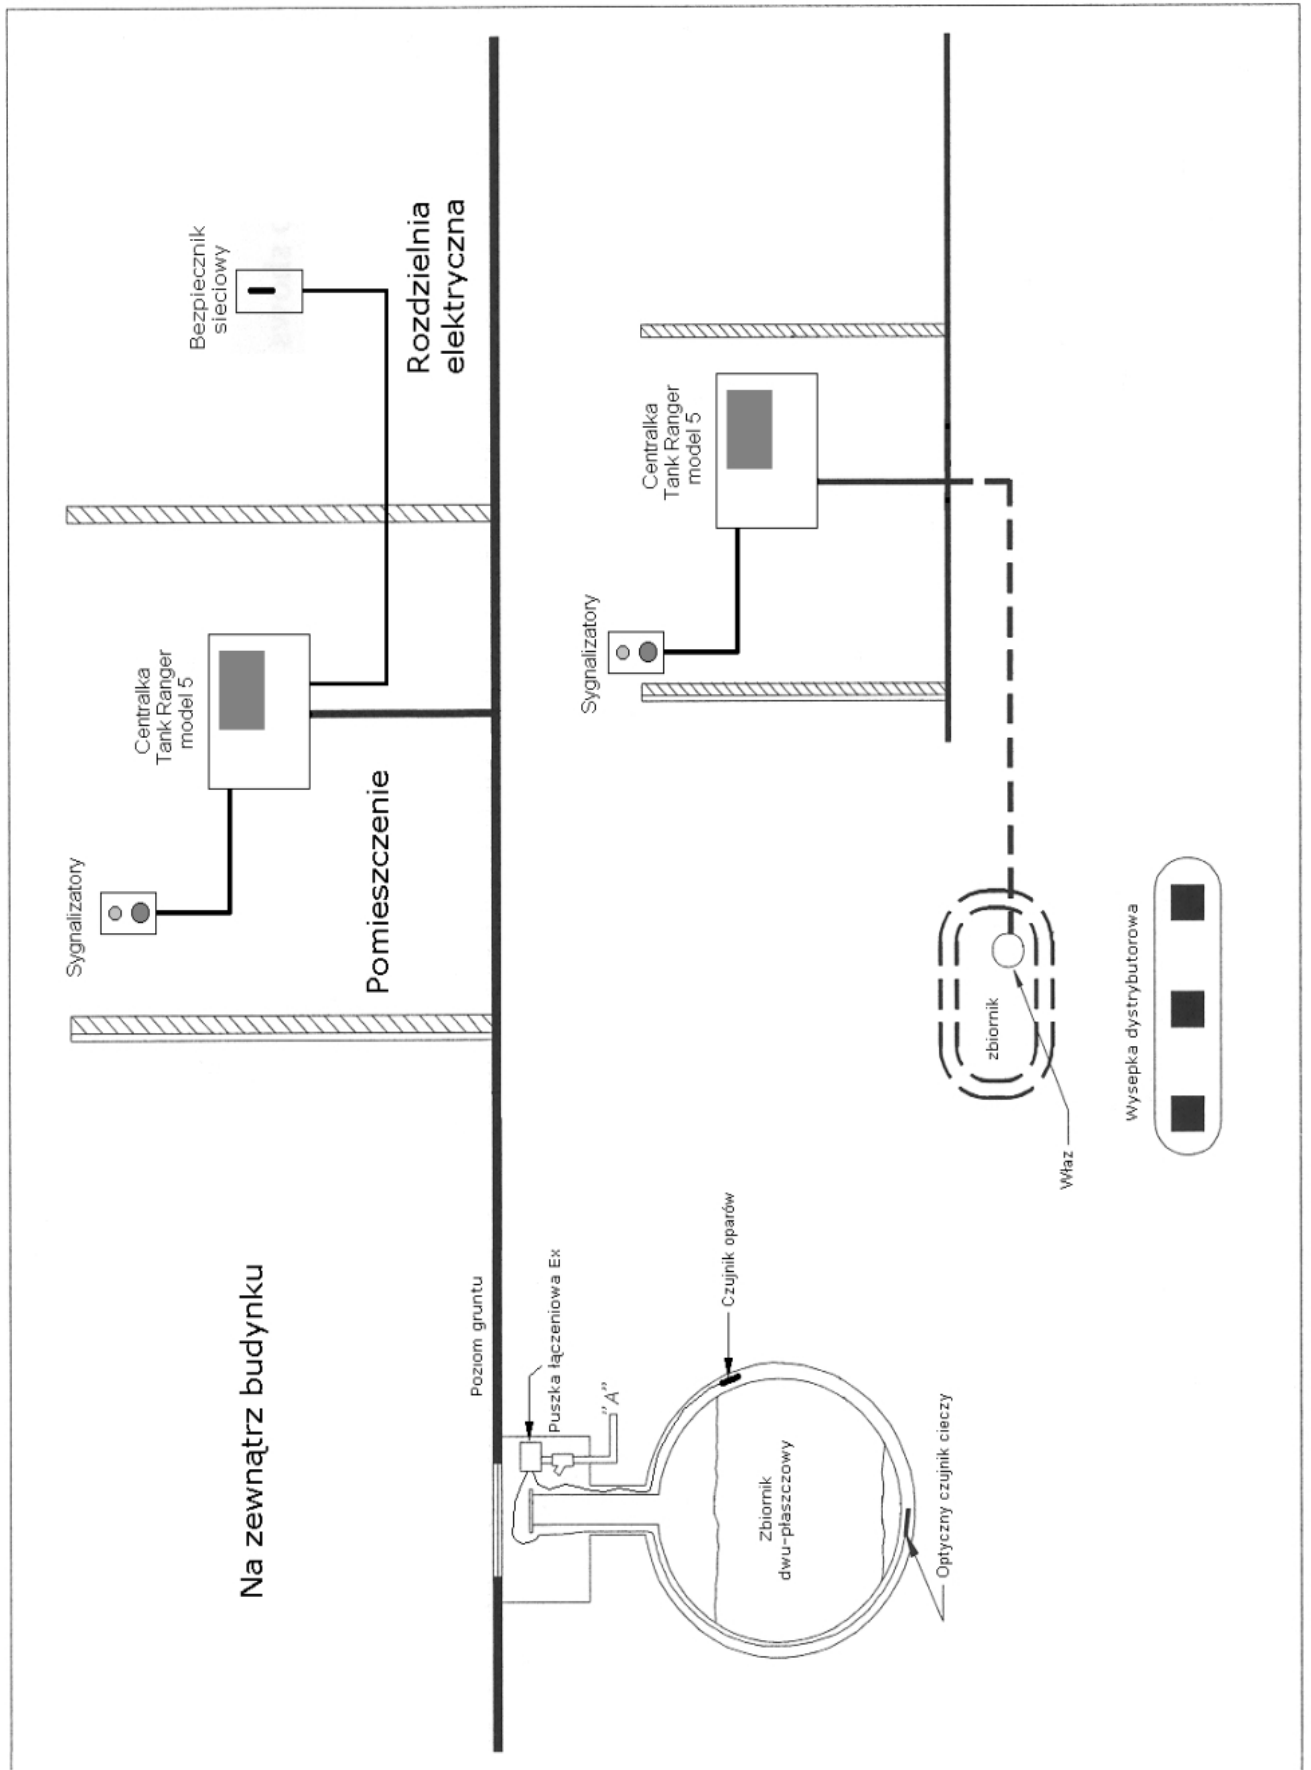 Bezpiecznik
sieciowy
Rozdzielnia
elektryczna
Centralka
Tank Ranger
model 5
Sygnalizatory
Pomieszczenie
Na zewnątrz budynku
Poziom gruntu
Puszka łączeniowa Ex
"A"
Czujnik oparów
Zbiornik
dwu-płaszczowy
Optyczny czujnik cieczy
Centralka
Tank Ranger
model 5
Sygnalizatory
zbiornik
Właz
Wysepka dystrybutorowa